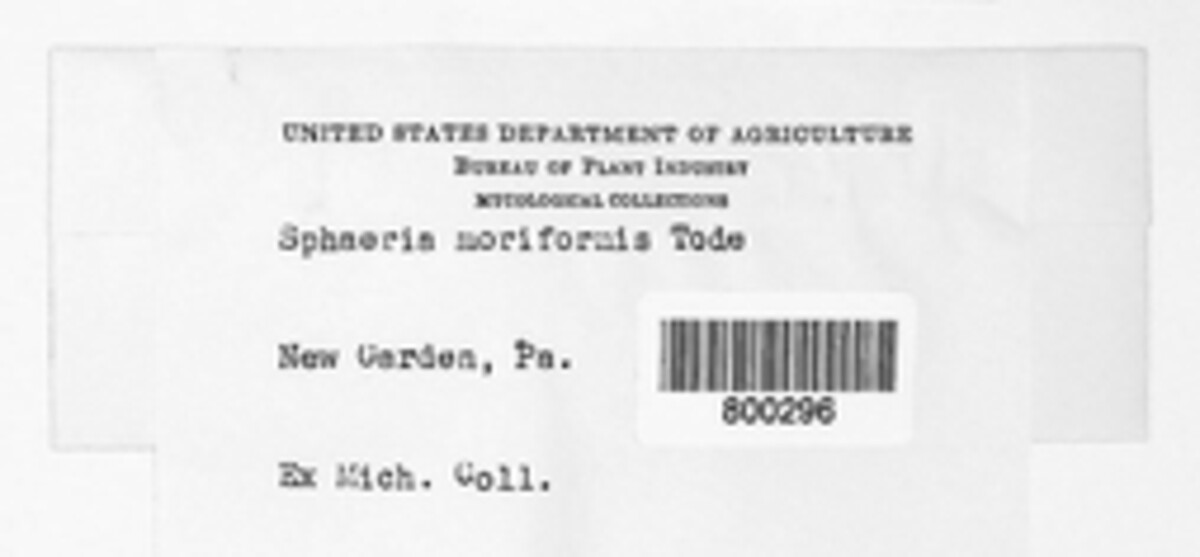 UNITED STATES DEPARTMENT OF AGRICULTURE
BUREAU OF PLANT INDUSTRY
MYCOLOGICAL COLLECTIONS
Sphaeria moriformis Tode
New Garden, Pa.
800296
Ex Mich. Coll.